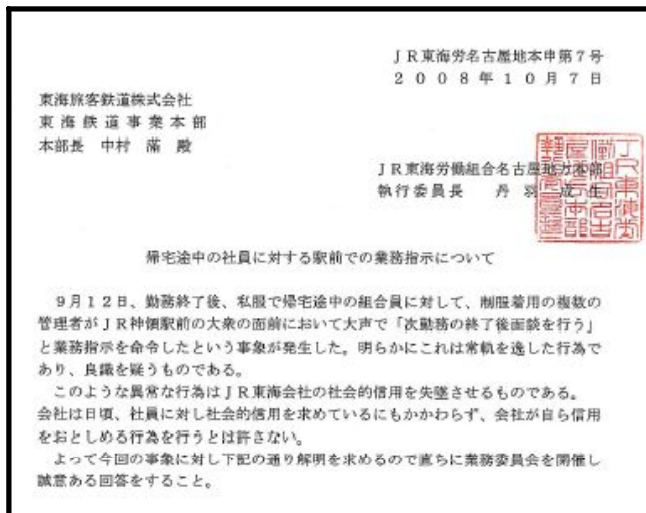 JR東海労名古屋地本申第7号
2008年10月7日
東海旅客鉄道株式会社
東海鉄道事業本部
本部長 中村 満 殿
JR東海労働組合名古屋地方本部
執行委員長 丹羽 成生
帰宅途中の社員に対する駅前での業務指示について
9月12日、勤務終了後、私服で帰宅途中の組合員に対して、制服着用の複数の
管理者がJR神領駅前の大衆の面前において大声で「次勤務の終了後面談を行う」
と業務指示を命令したという事象が発生した。明らかにこれは常軌を逸した行為で
あり、良識を疑うものである。
このような異常な行為はJR東海会社の社会的信用を失墜させるものである。
会社は日頃、社員に対し社会的信用を求めているにもかかわらず、会社が自ら信用
をおとしめる行為を行うとは許さない。
よって今回の事象に対し下記の通り解明を求めるので直ちに業務委員会を開催し
誠意ある回答をすること。